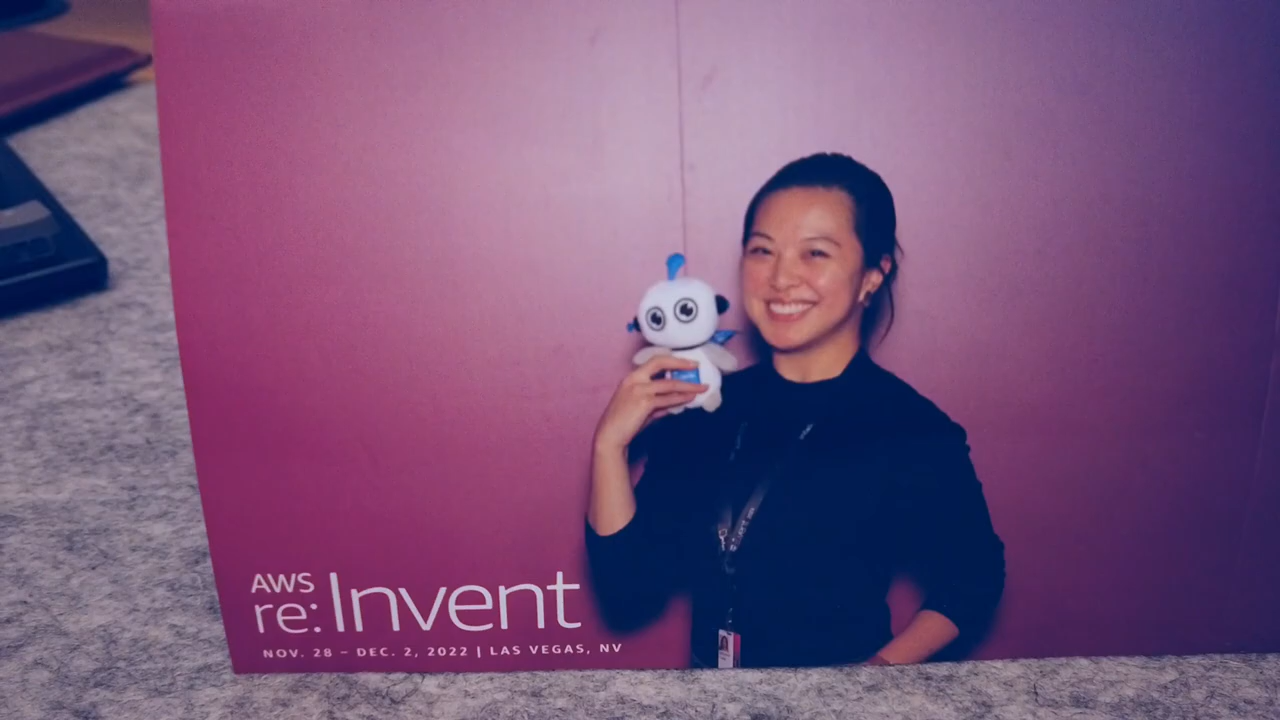 AWS
re:Invent
NOV. 28 – DEC. 2, 2022 | LAS VEGAS, NV